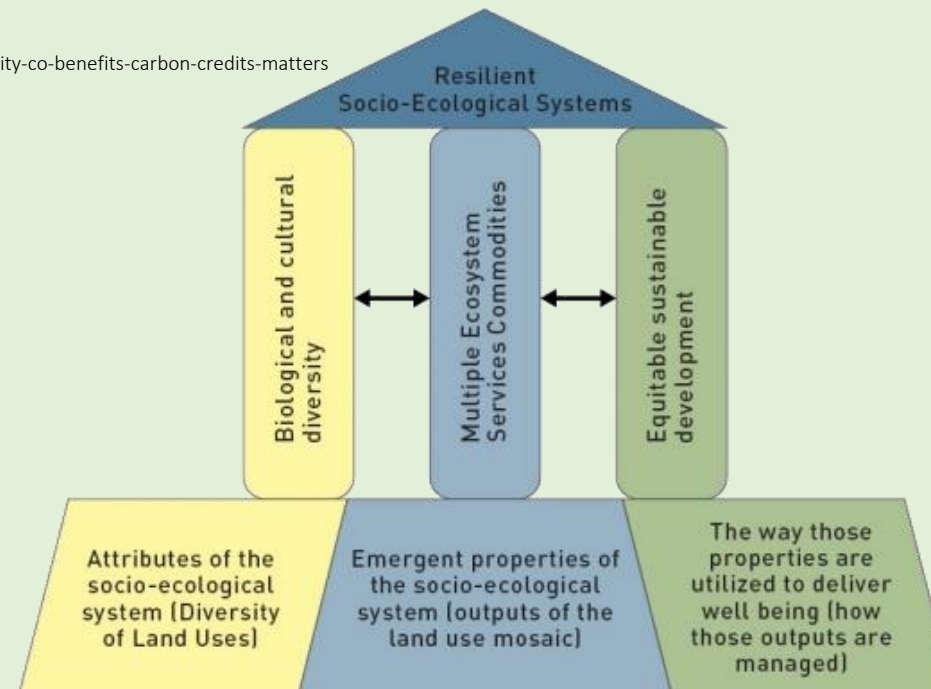 ity-co-benefits-carbon-credits-matters
Resilient
Socio-Ecological Systems
Biological and cultural
diversity
Multiple Ecosystem
Services Commodities
Equitable sustainable
development
Attributes of the
socio-ecological
system (Diversity
of Land Uses)
Emergent properties of
the socio-ecological
system (outputs of the
land use mosaic)
The way those
properties are
utilized to deliver
well being (how
those outputs are
managed)